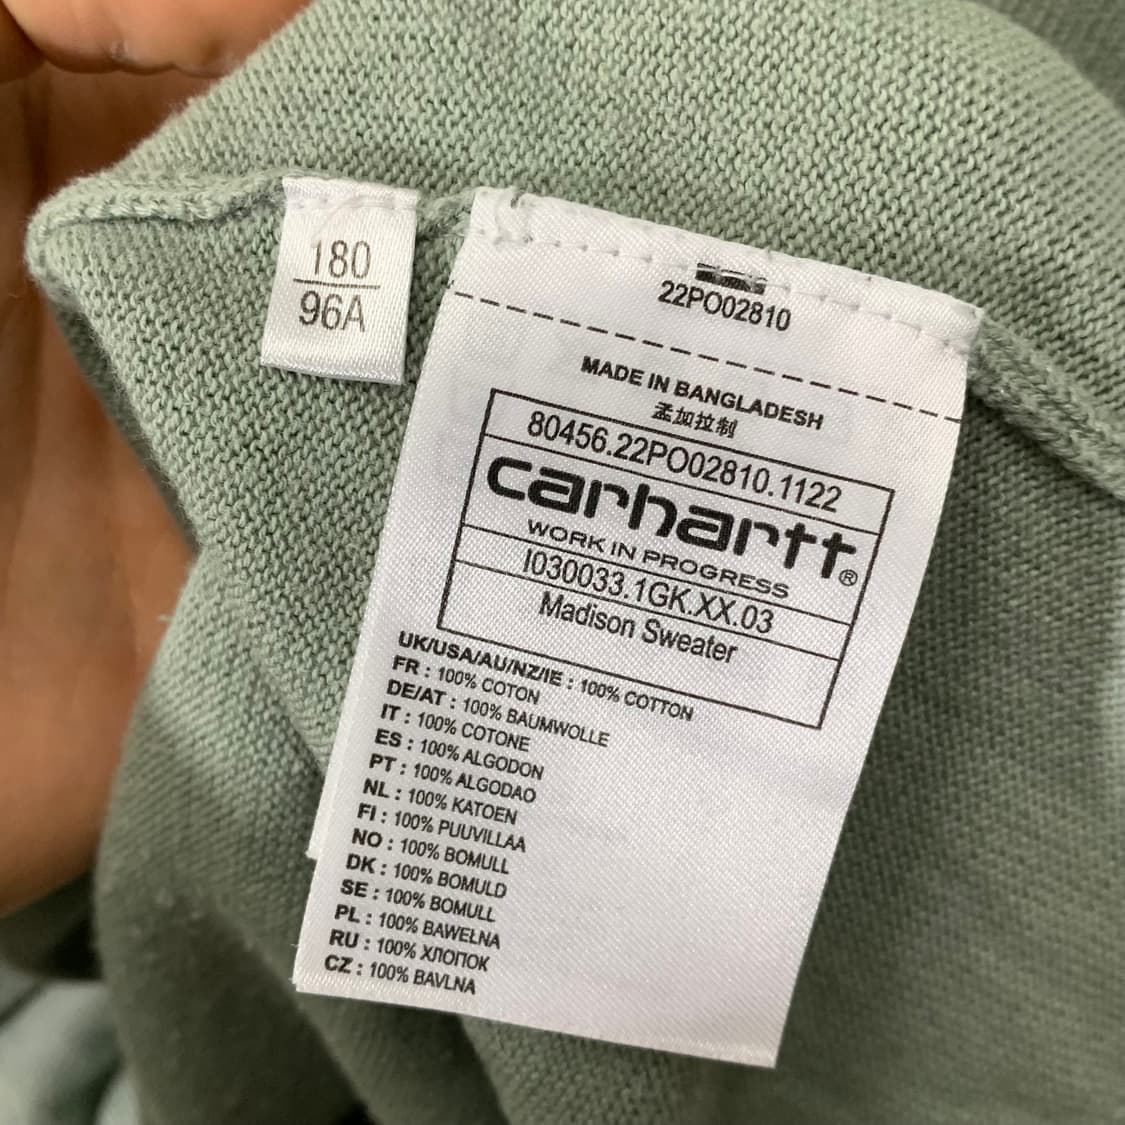 180
96A
22PO02810
MADE IN BANGLADESH
孟加拉制
80456.22PO02810.1122
carhartt®
WORK IN PROGRESS
I030033.1GK.XX.03
Madison Sweater
UK/USA/AU/NZ/IE : 100% COTTON
FR : 100% COTON
DE/AT : 100% BAUMWOLLE
IT : 100% COTONE
ES : 100% ALGODON
PT : 100% ALGODAO
NL : 100% KATOEN
FI : 100% PUUVILLAA
NO : 100% BOMULL
DK : 100% BOMULD
SE : 100% BOMULL
PL : 100% BAWEŁNA
RU : 100% ХЛОПОК
CZ : 100% BAVLNA